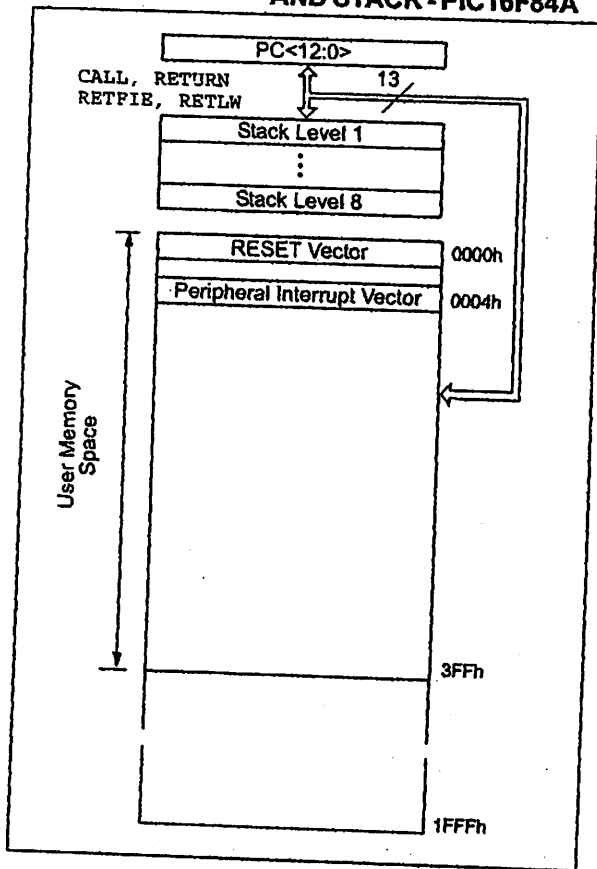 AND STACK - PIC16F84A
PC<12:0>
CALL, RETURN
RETFIE, RETLW
13
Stack Level 1
Stack Level 8
RESET Vector
0000h
Peripheral Interrupt Vector
0004h
User Memory
Space
3FFh
1FFFh